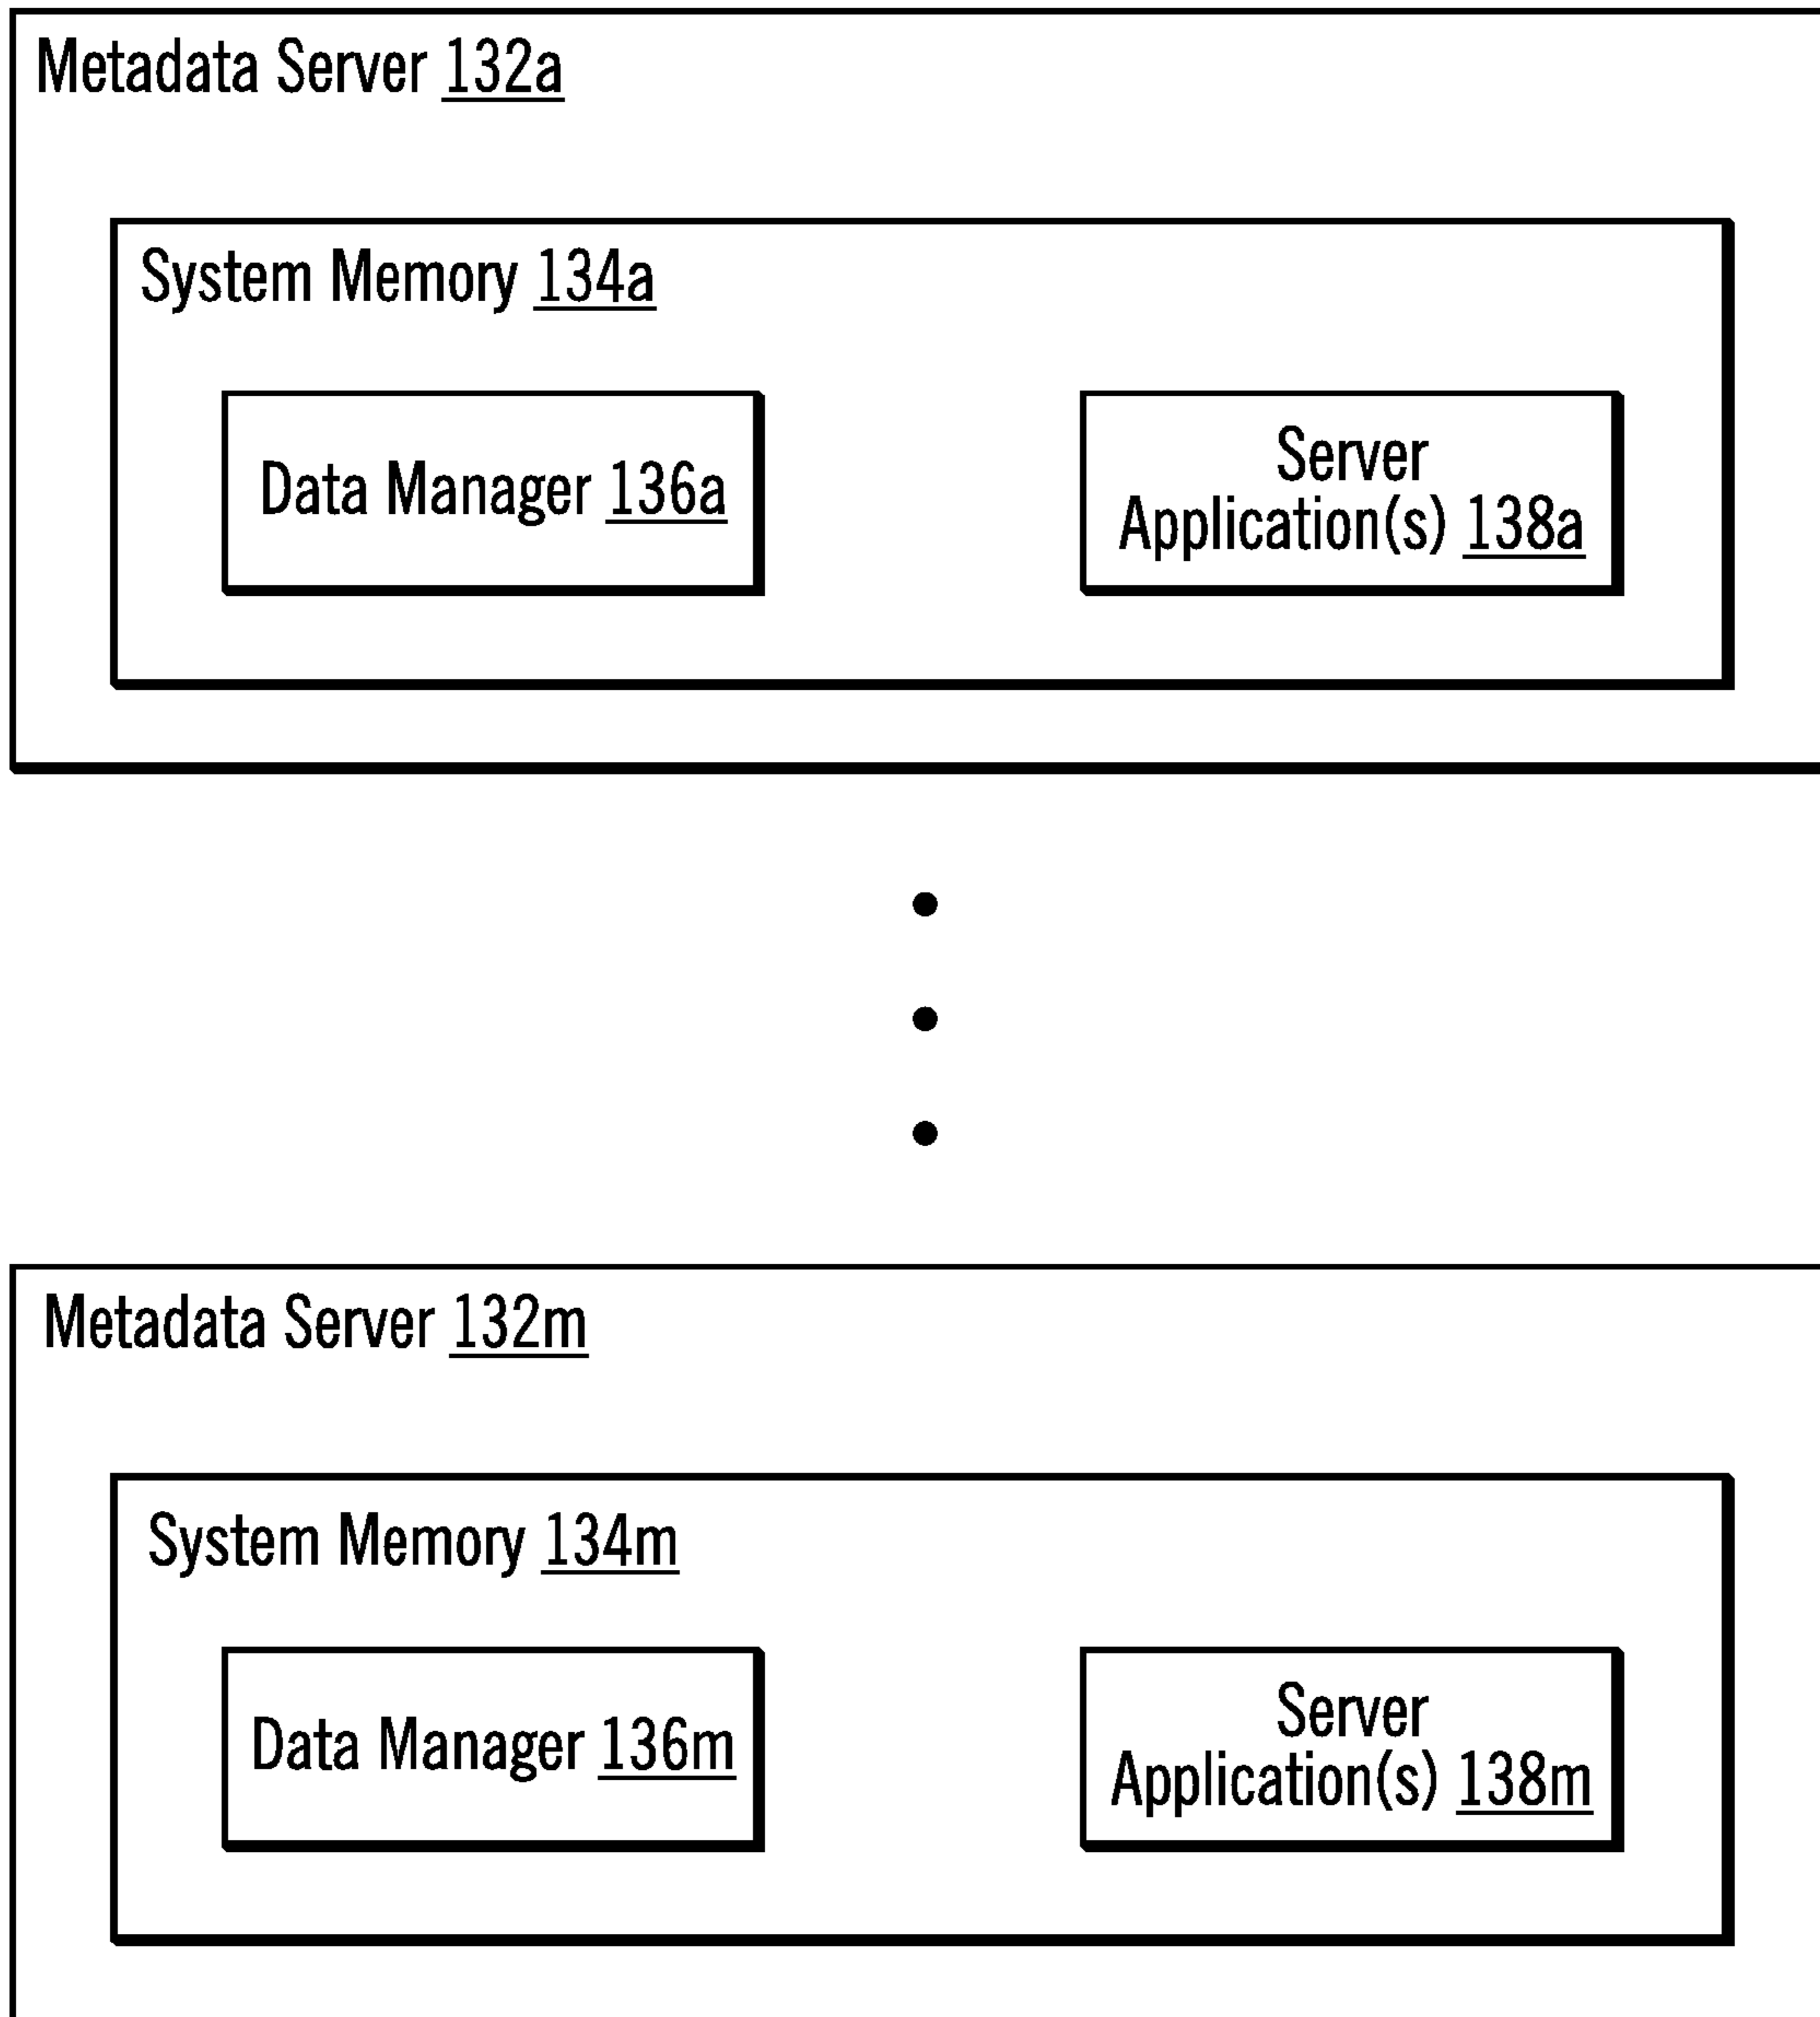 Metadata Server 132a
System Memory 134a
Data Manager 136a
Server
Application(s) 138a
Metadata Server 132m
System Memory 134m
Data Manager 136m
Server
Application(s) 138m